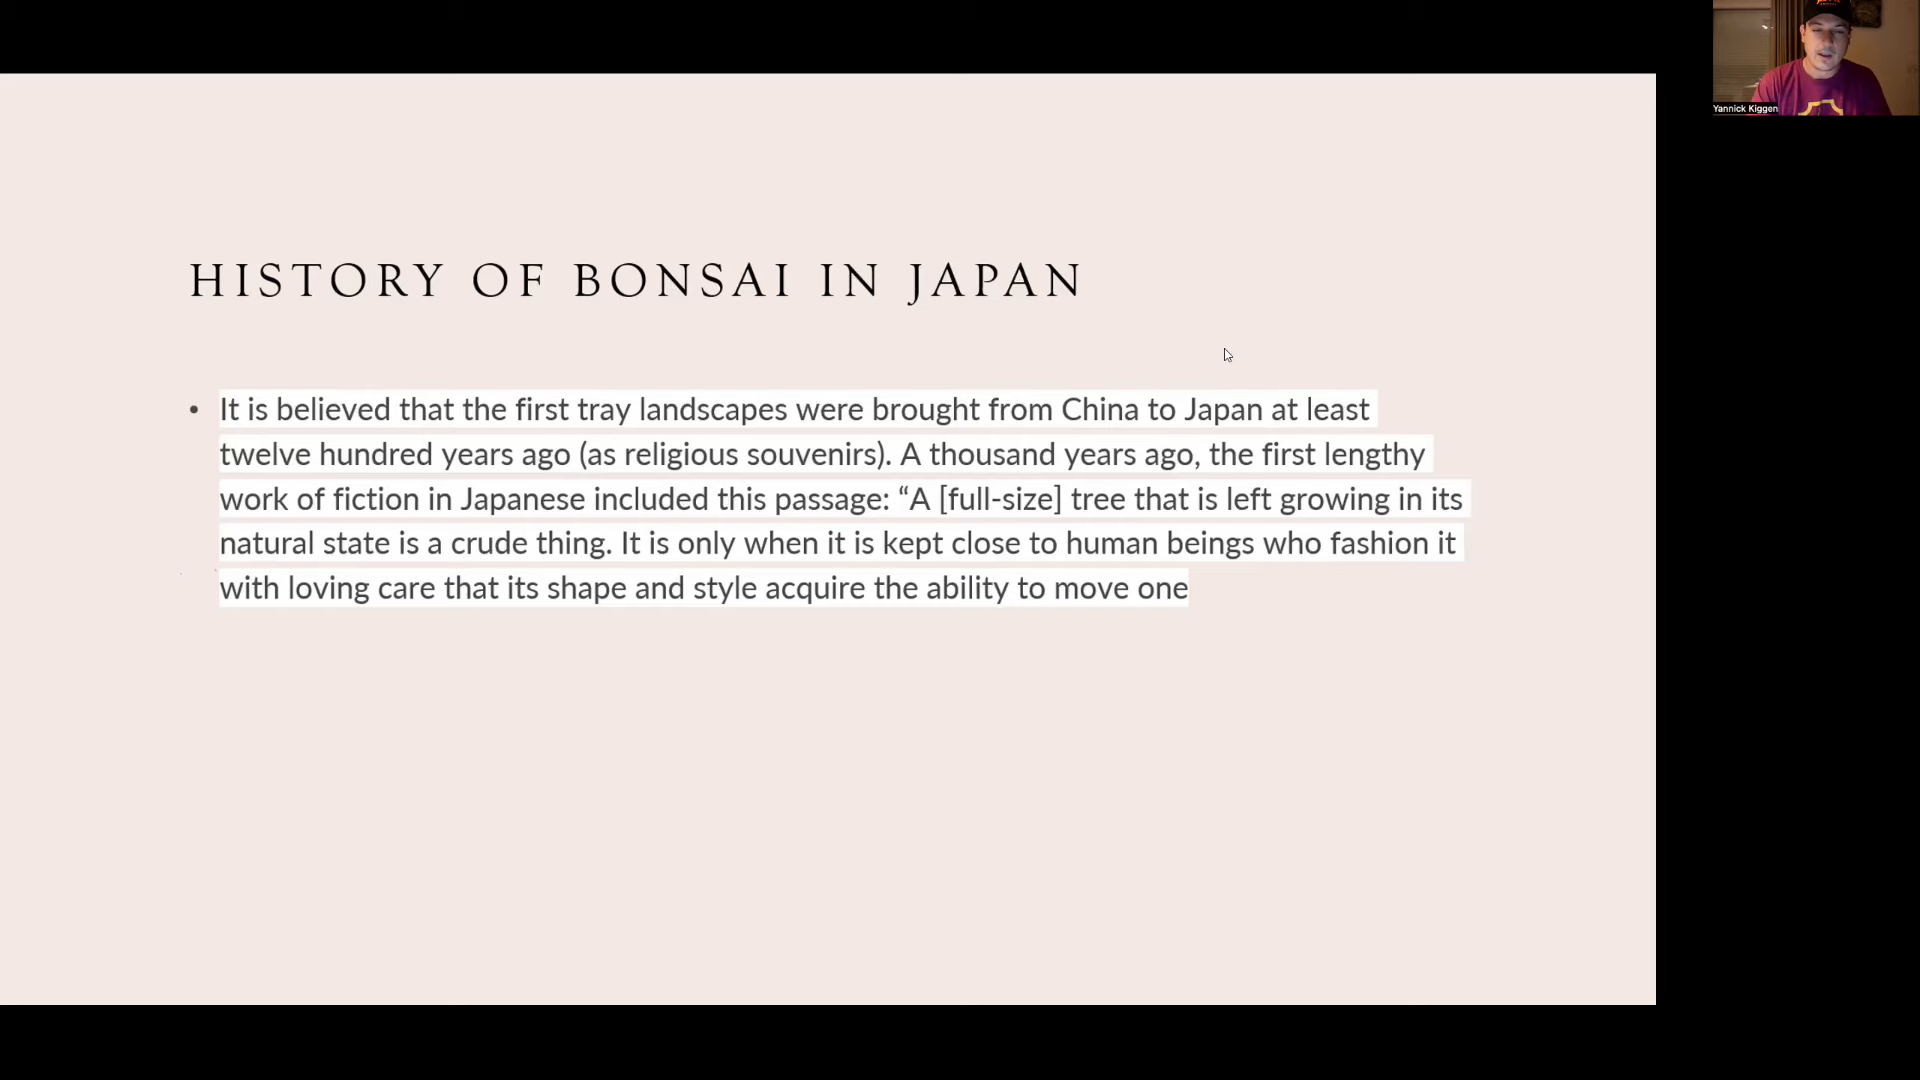 Yannick Kiggen
HISTORY OF BONSAI IN JAPAN
• It is believed that the first tray landscapes were brought from China to Japan at least
twelve hundred years ago (as religious souvenirs). A thousand years ago, the first lengthy
work of fiction in Japanese included this passage: “A [full-size] tree that is left growing in its
natural state is a crude thing. It is only when it is kept close to human beings who fashion it
with loving care that its shape and style acquire the ability to move one